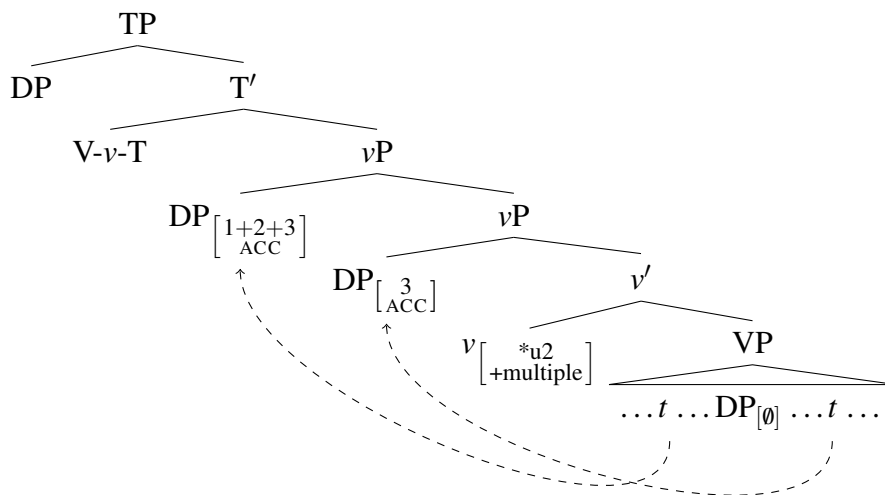 TP
DP T′
V-v-T vP
DP[1+2+3 ACC] vP
DP[3 ACC] v′
v[*u2 +multiple] VP
…t …DP[∅] …t …